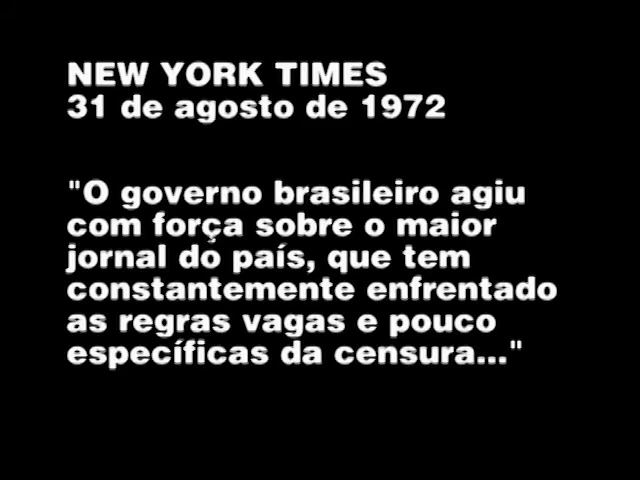 NEW YORK TIMES
31 de agosto de 1972
"O governo brasileiro agiu
com força sobre o maior
jornal do país, que tem
constantemente enfrentado
as regras vagas e pouco
específicas da censura..."